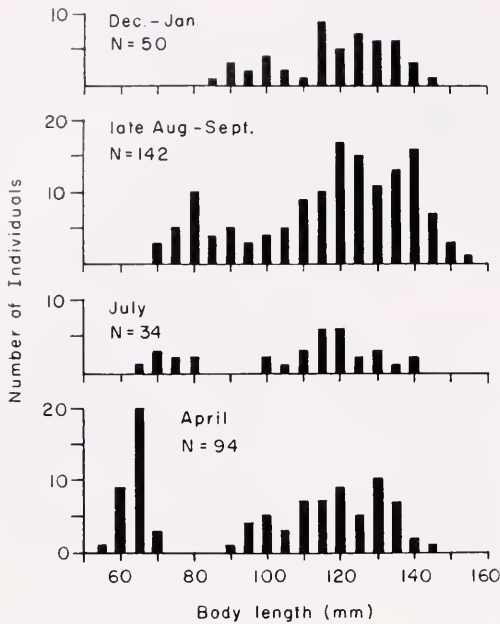 10
Dec.-Jan.
N=50
20
late Aug-Sept.
N=142
10
10
July
N=34
20
April
N=94
10
0
60 80 100 120 140 160
Body length (mm)
Number of Individuals